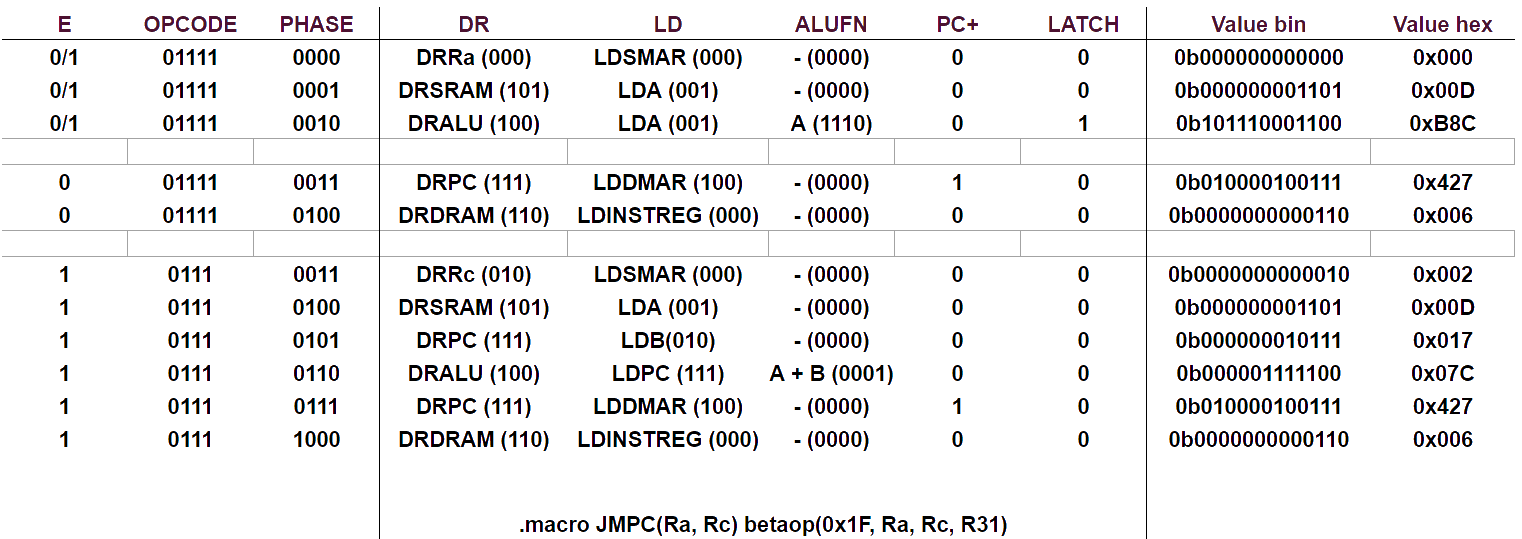 E OPCODE PHASE DR LD ALUFN PC+ LATCH Value bin Value hex
0/1 01111 0000 DRRa (000) LDSMAR (000) - (0000) 0 0 0b000000000000 0x000
0/1 01111 0001 DRSRAM (101) LDA (001) - (0000) 0 0 0b000000001101 0x00D
0/1 01111 0010 DRALU (100) LDA (001) A (1110) 0 1 0b101110001100 0xB8C
0 01111 0011 DRPC (111) LDDMAR (100) - (0000) 1 0 0b010000100111 0x427
0 01111 0100 DRDRAM (110) LDINSTREG (000) - (0000) 0 0 0b0000000000110 0x006
1 0111 0011 DRRc (010) LDSMAR (000) - (0000) 0 0 0b0000000000010 0x002
1 0111 0100 DRSRAM (101) LDA (001) - (0000) 0 0 0b000000001101 0x00D
1 0111 0101 DRPC (111) LDB(010) - (0000) 0 0 0b000000010111 0x017
1 0111 0110 DRALU (100) LDPC (111) A + B (0001) 0 0 0b000001111100 0x07C
1 0111 0111 DRPC (111) LDDMAR (100) - (0000) 1 0 0b010000100111 0x427
1 0111 1000 DRDRAM (110) LDINSTREG (000) - (0000) 0 0 0b0000000000110 0x006
.macro JMPC(Ra, Rc) betaop(0x1F, Ra, Rc, R31)